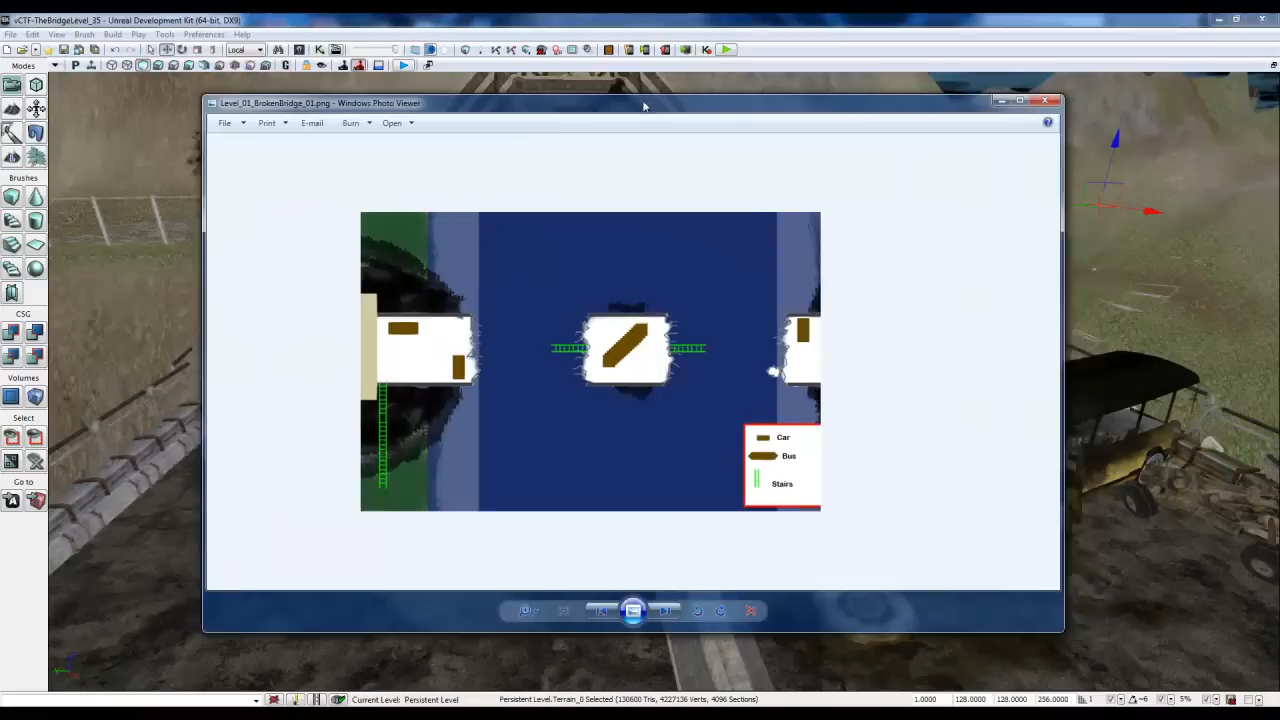 vCTF-TheBridgeLevel_35 - Unreal Development Kit (64-bit, DX9)
File Edit View Brush Build Play Tools Preferences Help
Local
Modes
P G
Level_01_BrokenBridge_01.png - Windows Photo Viewer
File Print E-mail Burn Open
Brushes
CSG
Volumes
Select
Go to
Car
Bus
Stairs
Current Level: Persistent Level Persistent Level.Terrain_0 Selected (130600 Tris, 4227136 Verts, 4096 Sections) 1.0000 128.0000 128.0000 256.0000 1 ~6 5%